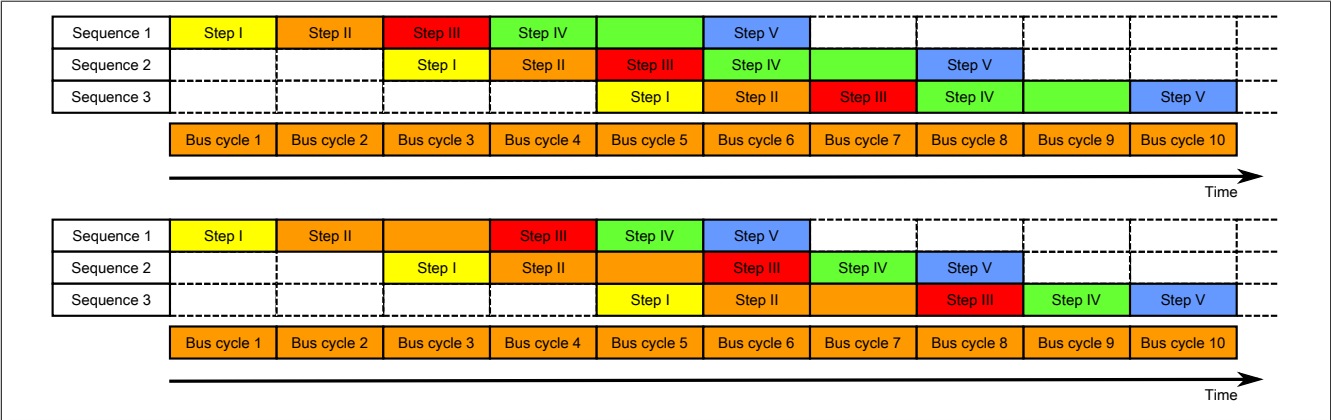 Sequence 1 Step I Step II Step III Step IV Step V
Sequence 2 Step I Step II Step III Step IV Step V
Sequence 3 Step I Step II Step III Step IV Step V
Bus cycle 1 Bus cycle 2 Bus cycle 3 Bus cycle 4 Bus cycle 5 Bus cycle 6 Bus cycle 7 Bus cycle 8 Bus cycle 9 Bus cycle 10
Time
Sequence 1 Step I Step II Step III Step IV Step V
Sequence 2 Step I Step II Step III Step IV Step V
Sequence 3 Step I Step II Step III Step IV Step V
Bus cycle 1 Bus cycle 2 Bus cycle 3 Bus cycle 4 Bus cycle 5 Bus cycle 6 Bus cycle 7 Bus cycle 8 Bus cycle 9 Bus cycle 10
Time